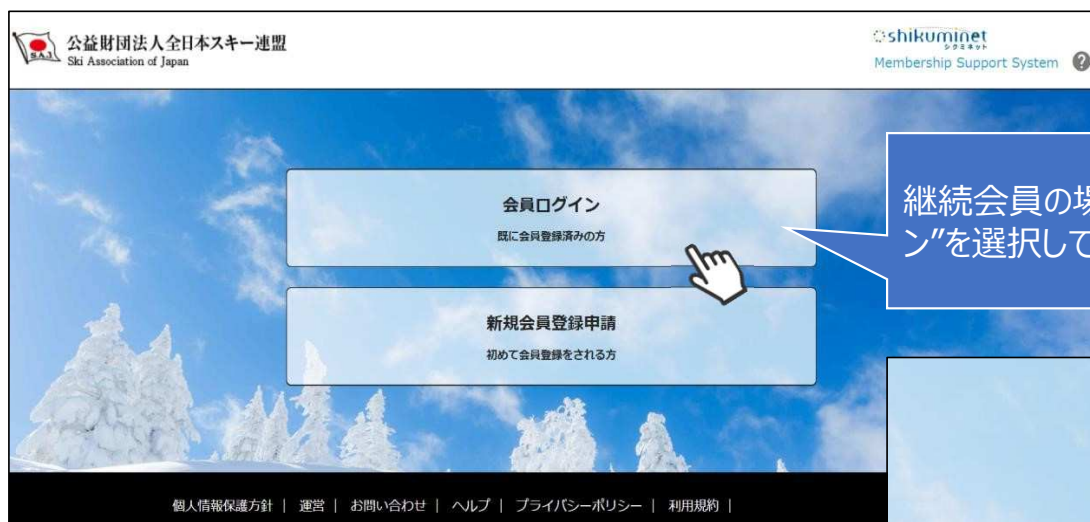 公益財団法人全日本スキー連盟
Ski Association of Japan
S.A.J
shikuminet
シクミネット
Membership Support System ?
会員ログイン
既に会員登録済みの方
継続会員の場
ン”を選択して
新規会員登録申請
初めて会員登録をされる方
個人情報保護方針 | 運営 | お問い合わせ | ヘルプ | プライバシーポリシー | 利用規約 |